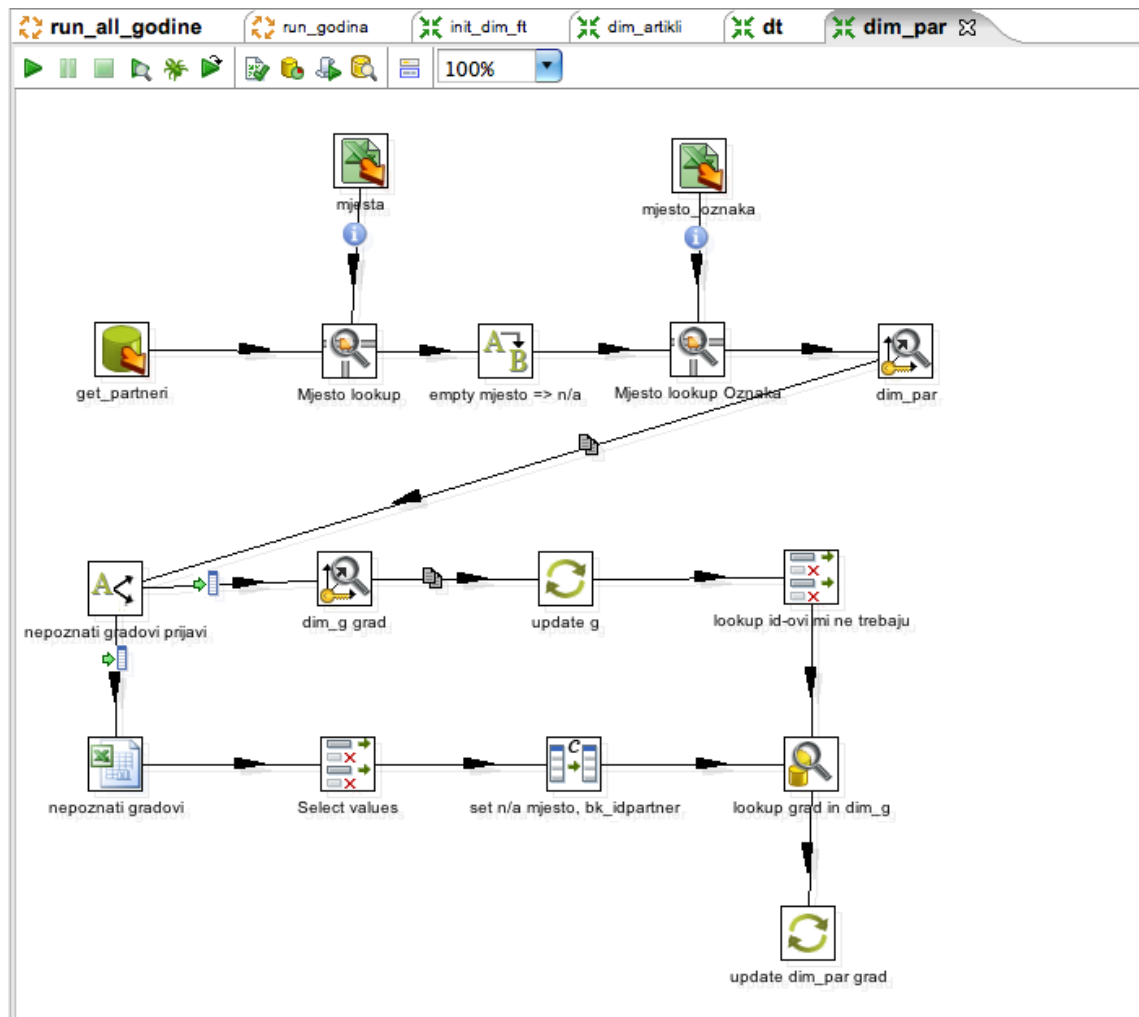 run_all_godine run_godina init_dim_ft dim_artikli dt dim_par
100%
mjesta
mjesto_oznaka
get_partneri
Mjesto lookup
empty mjesto => n/a
Mjesto lookup Oznaka
dim_par
nepoznati gradovi prijavi
dim_g grad
update g
lookup id-ovi mi ne trebaju
nepoznati gradovi
Select values
set n/a mjesto, bk_idpartner
lookup grad in dim_g
update dim_par grad